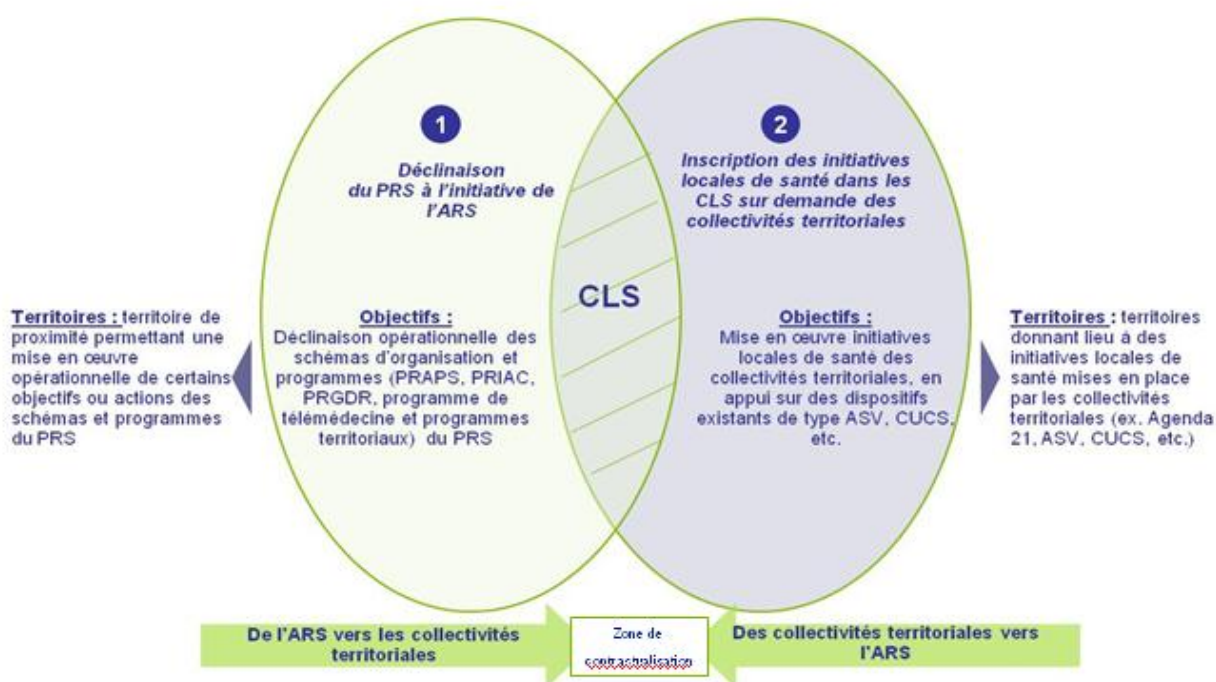 1
Déclinaison
du PRS à l'initiative de
l'ARS
2
Inscription des initiatives
locales de santé dans les
CLS sur demande des
collectivités territoriales
CLS
Territoires : territoire de
proximité permettant une
mise en œuvre
opérationnelle de certains
objectifs ou actions des
schémas et programmes
du PRS
Objectifs :
Déclinaison opérationnelle des
schémas d'organisation et
programmes (PRAPS, PRIAC,
PRGDR, programme de
télémédecine et programmes
territoriaux) du PRS
Objectifs :
Mise en œuvre initiatives
locales de santé des
collectivités territoriales, en
appui sur des dispositifs
existants de type ASV, CUCS,
etc.
Territoires : territoires
donnant lieu à des
initiatives locales de
santé mises en place
par les collectivités
territoriales (ex. Agenda
21, ASV, CUCS, etc.)
De l'ARS vers les collectivités
territoriales
Zone de
contractualisation
Des collectivités territoriales vers
l'ARS